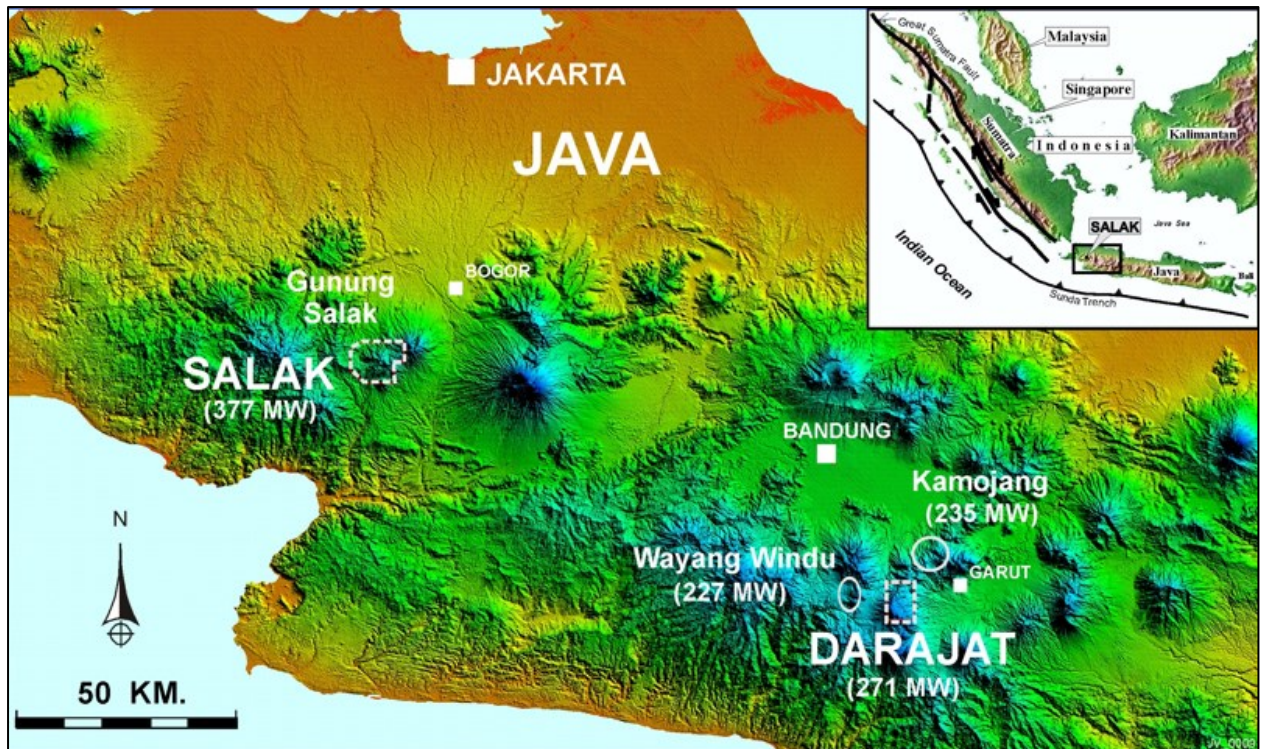 JAKARTA
JAVA
BOGOR
Gunung
Salak
SALAK
(377 MW)
BANDUNG
Kamojang
(235 MW)
Wayang Windu
(227 MW)
GARUT
DARAJAT
(271 MW)
N
50 KM.
Great Sumatra Fault
Malaysia
Singapore
Sumatra
Indonesia
Kalimantan
SALAK
Java Sea
Indian Ocean
Java
Bali
Sunda Trench